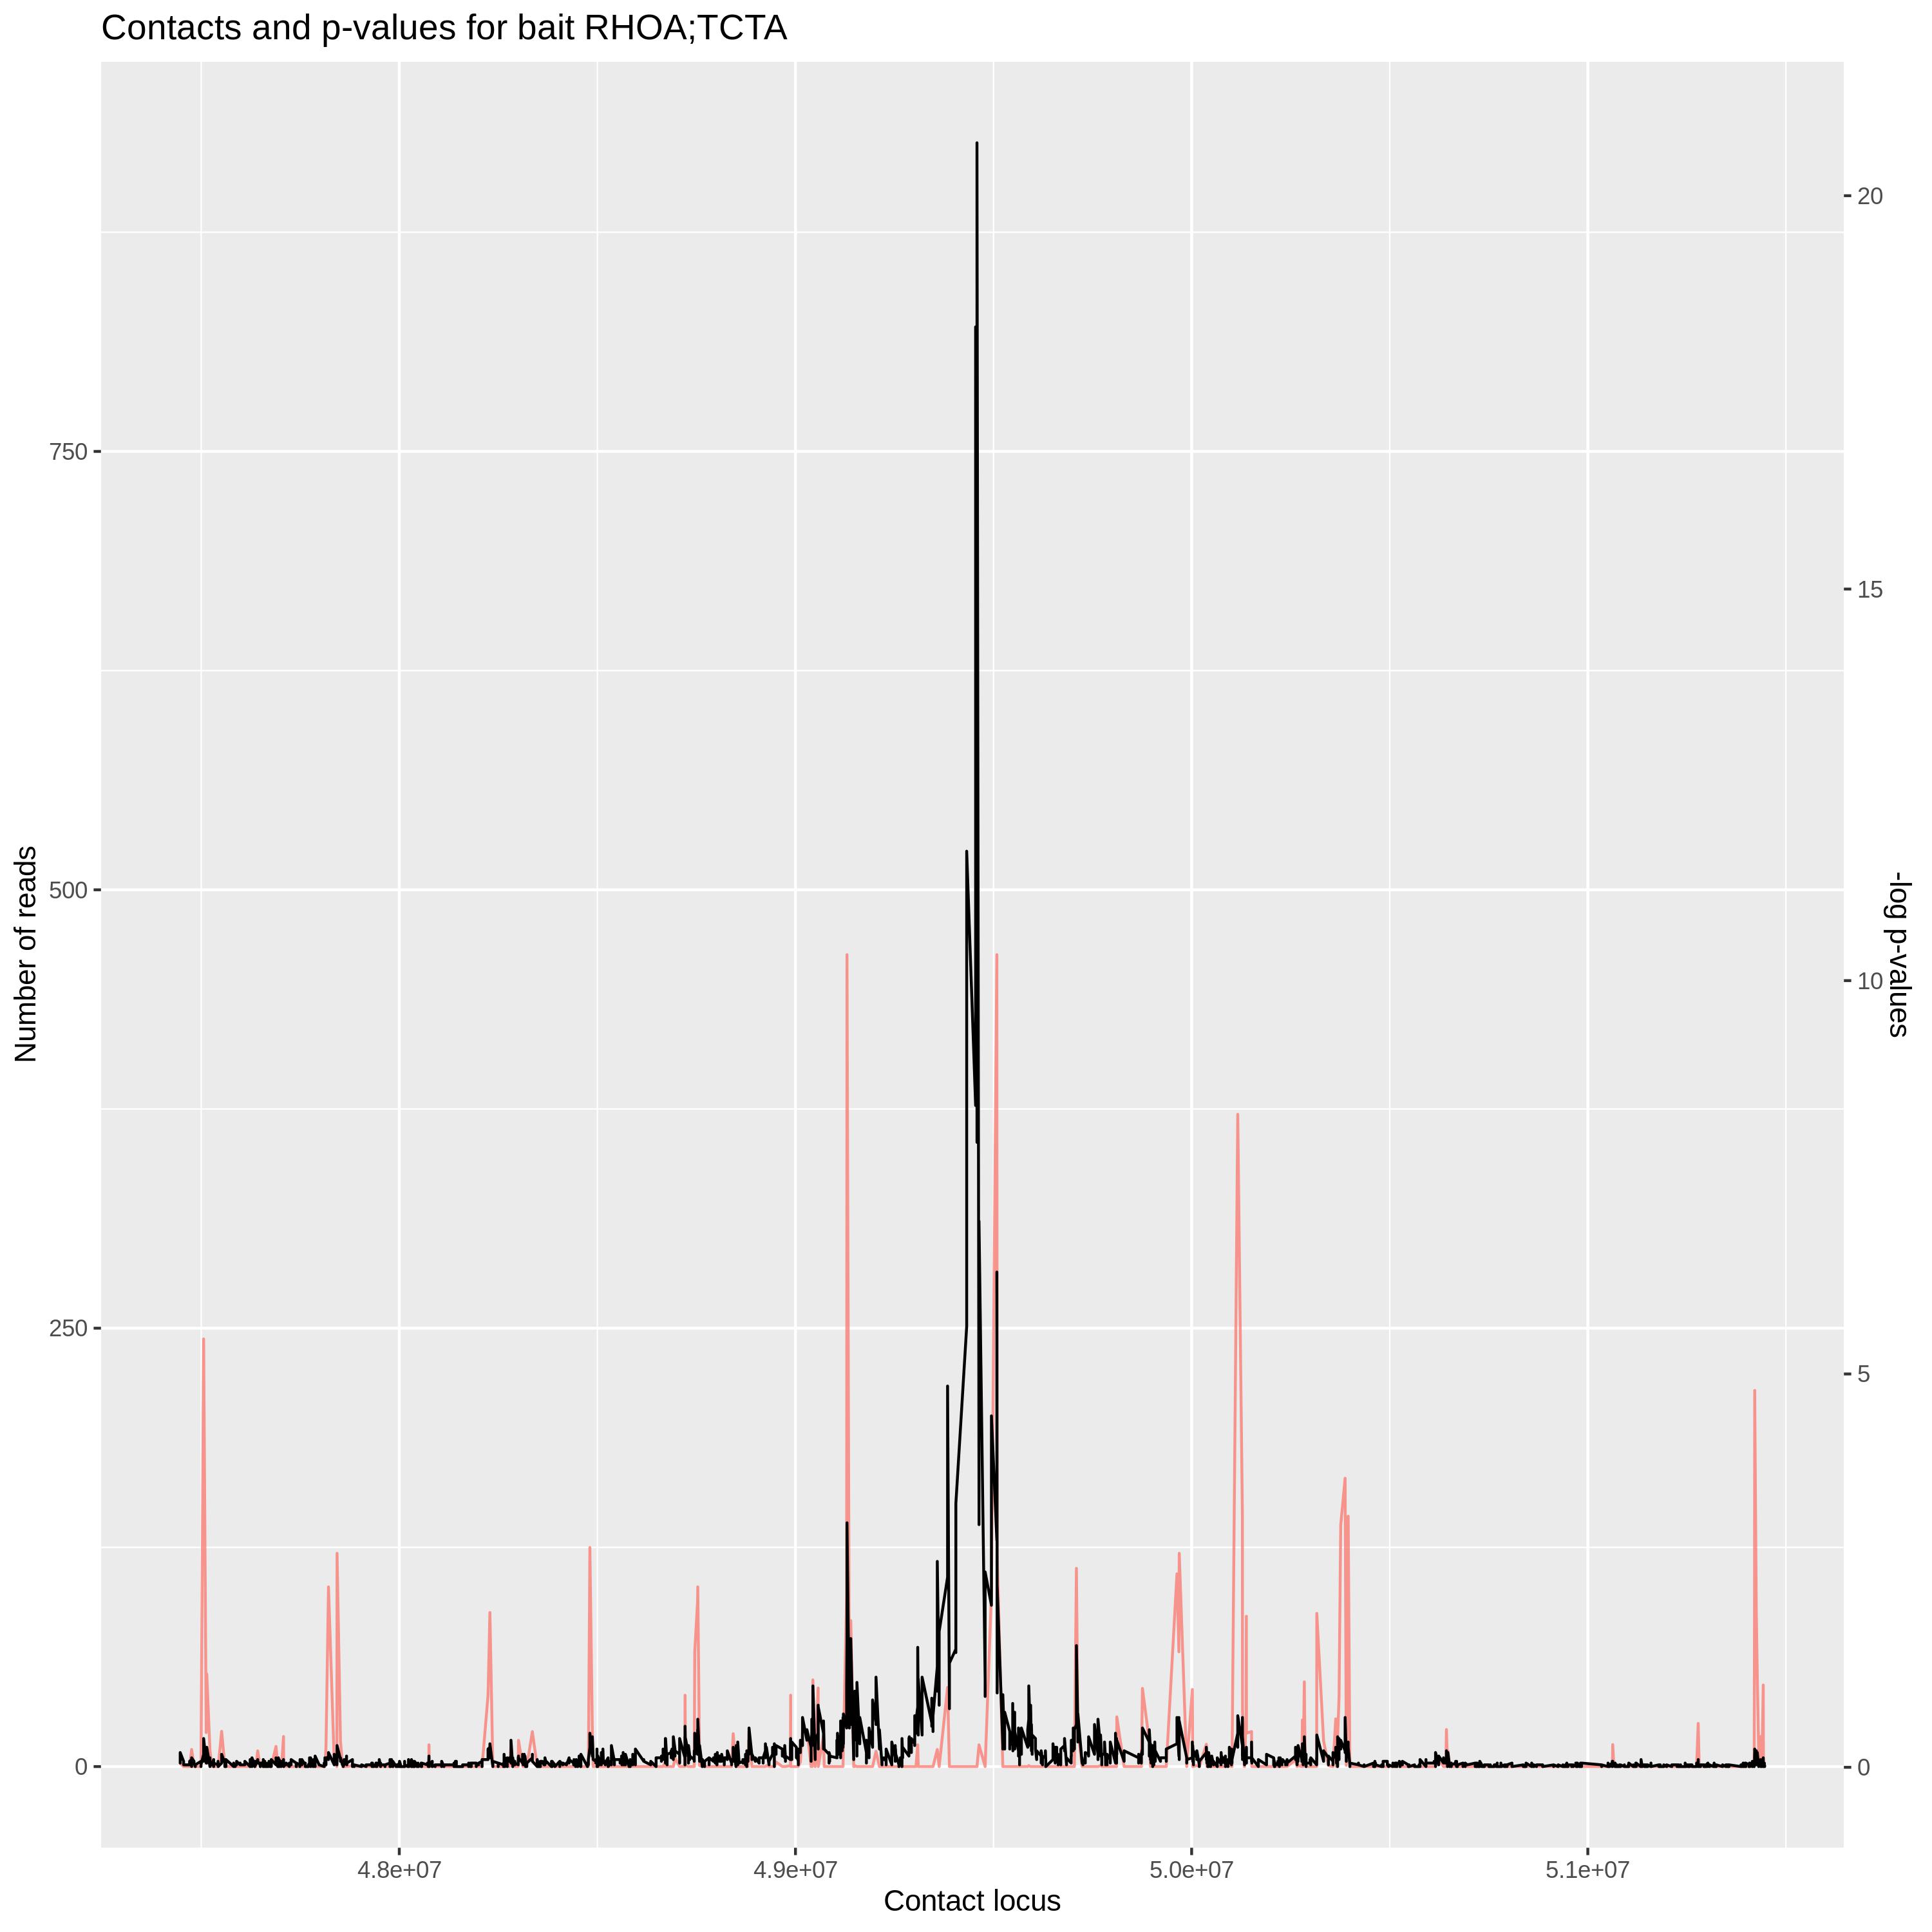 Contacts and p-values for bait RHOA;TCTA
Number of reads
750
500
250
0
20
15
10
5
0
-log p-values
4.8e+07
4.9e+07
5.0e+07
5.1e+07
Contact locus